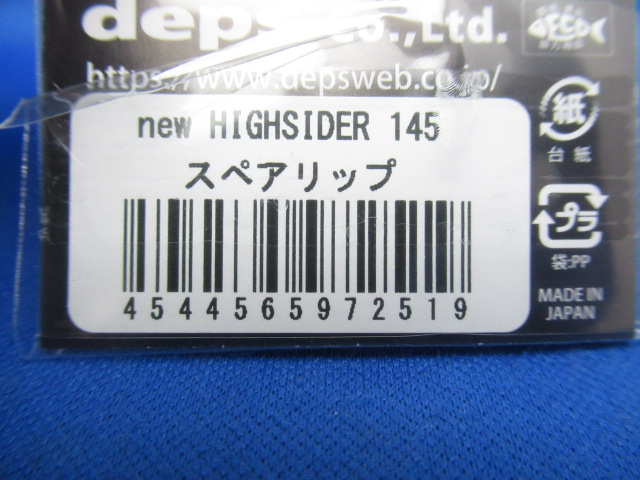 deps Co.,Ltd.
https://www.depsweb.co.jp/
new HIGHSIDER 145
スペアリップ
4544565972519
紙
台紙
プラ
袋:PP
MADE IN
JAPAN